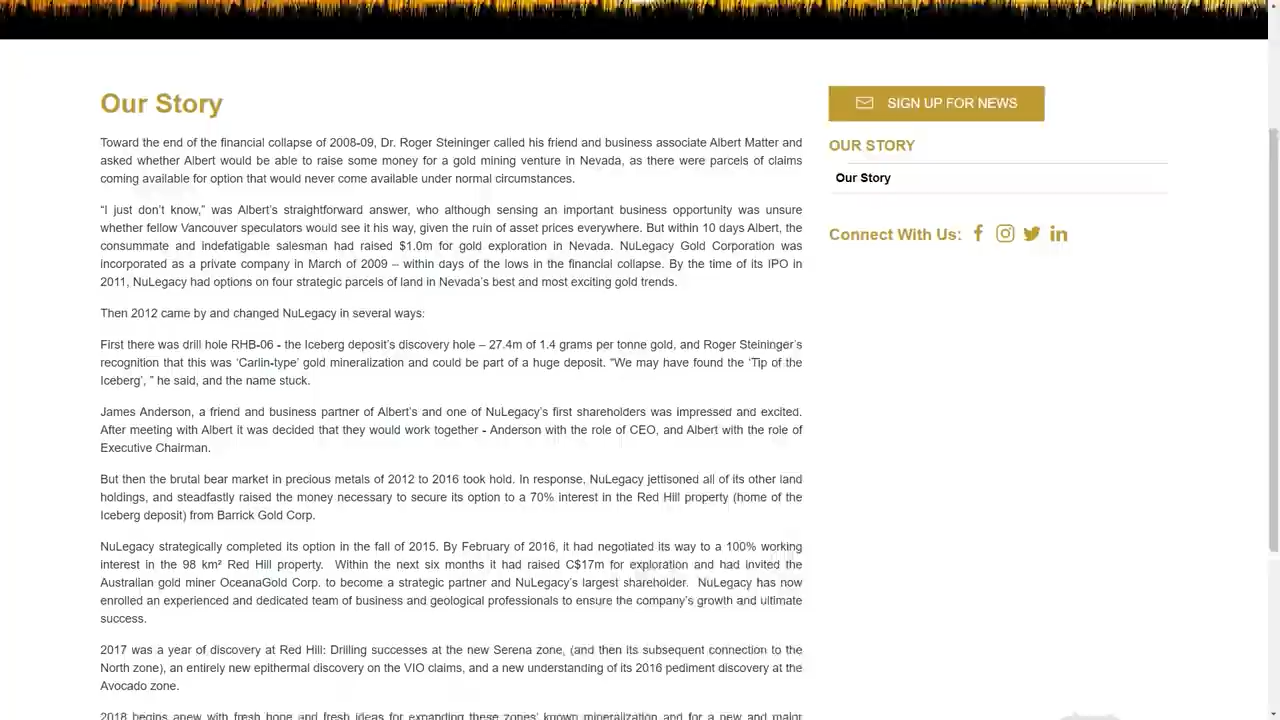 Our Story
Toward the end of the financial collapse of 2008-09, Dr. Roger Steininger called his friend and business associate Albert Matter and
asked whether Albert would be able to raise some money for a gold mining venture in Nevada, as there were parcels of claims
coming available for option that would never come available under normal circumstances.
“I just don’t know,” was Albert’s straightforward answer, who although sensing an important business opportunity was unsure
whether fellow Vancouver speculators would see it his way, given the ruin of asset prices everywhere. But within 10 days Albert, the
consummate and indefatigable salesman had raised $1.0m for gold exploration in Nevada. NuLegacy Gold Corporation was
incorporated as a private company in March of 2009 – within days of the lows in the financial collapse. By the time of its IPO in
2011, NuLegacy had options on four strategic parcels of land in Nevada’s best and most exciting gold trends.
Then 2012 came by and changed NuLegacy in several ways:
First there was drill hole RHB-06 - the Iceberg deposit’s discovery hole – 27.4m of 1.4 grams per tonne gold, and Roger Steininger’s
recognition that this was ‘Carlin-type’ gold mineralization and could be part of a huge deposit. “We may have found the ‘Tip of the
Iceberg’, ” he said, and the name stuck.
James Anderson, a friend and business partner of Albert’s and one of NuLegacy’s first shareholders was impressed and excited.
After meeting with Albert it was decided that they would work together - Anderson with the role of CEO, and Albert with the role of
Executive Chairman.
But then the brutal bear market in precious metals of 2012 to 2016 took hold. In response, NuLegacy jettisoned all of its other land
holdings, and steadfastly raised the money necessary to secure its option to a 70% interest in the Red Hill property (home of the
Iceberg deposit) from Barrick Gold Corp.
NuLegacy strategically completed its option in the fall of 2015. By February of 2016, it had negotiated its way to a 100% working
interest in the 98 km² Red Hill property. Within the next six months it had raised C$17m for exploration and had invited the
Australian gold miner OceanaGold Corp. to become a strategic partner and NuLegacy’s largest shareholder. NuLegacy has now
enrolled an experienced and dedicated team of business and geological professionals to ensure the company’s growth and ultimate
success.
2017 was a year of discovery at Red Hill: Drilling successes at the new Serena zone, (and then its subsequent connection to the
North zone), an entirely new epithermal discovery on the VIO claims, and a new understanding of its 2016 pediment discovery at the
Avocado zone.
2018 begins anew with fresh hope and fresh ideas for expanding these zones’ known mineralization and for a new and major
SIGN UP FOR NEWS
OUR STORY
Our Story
Connect With Us: